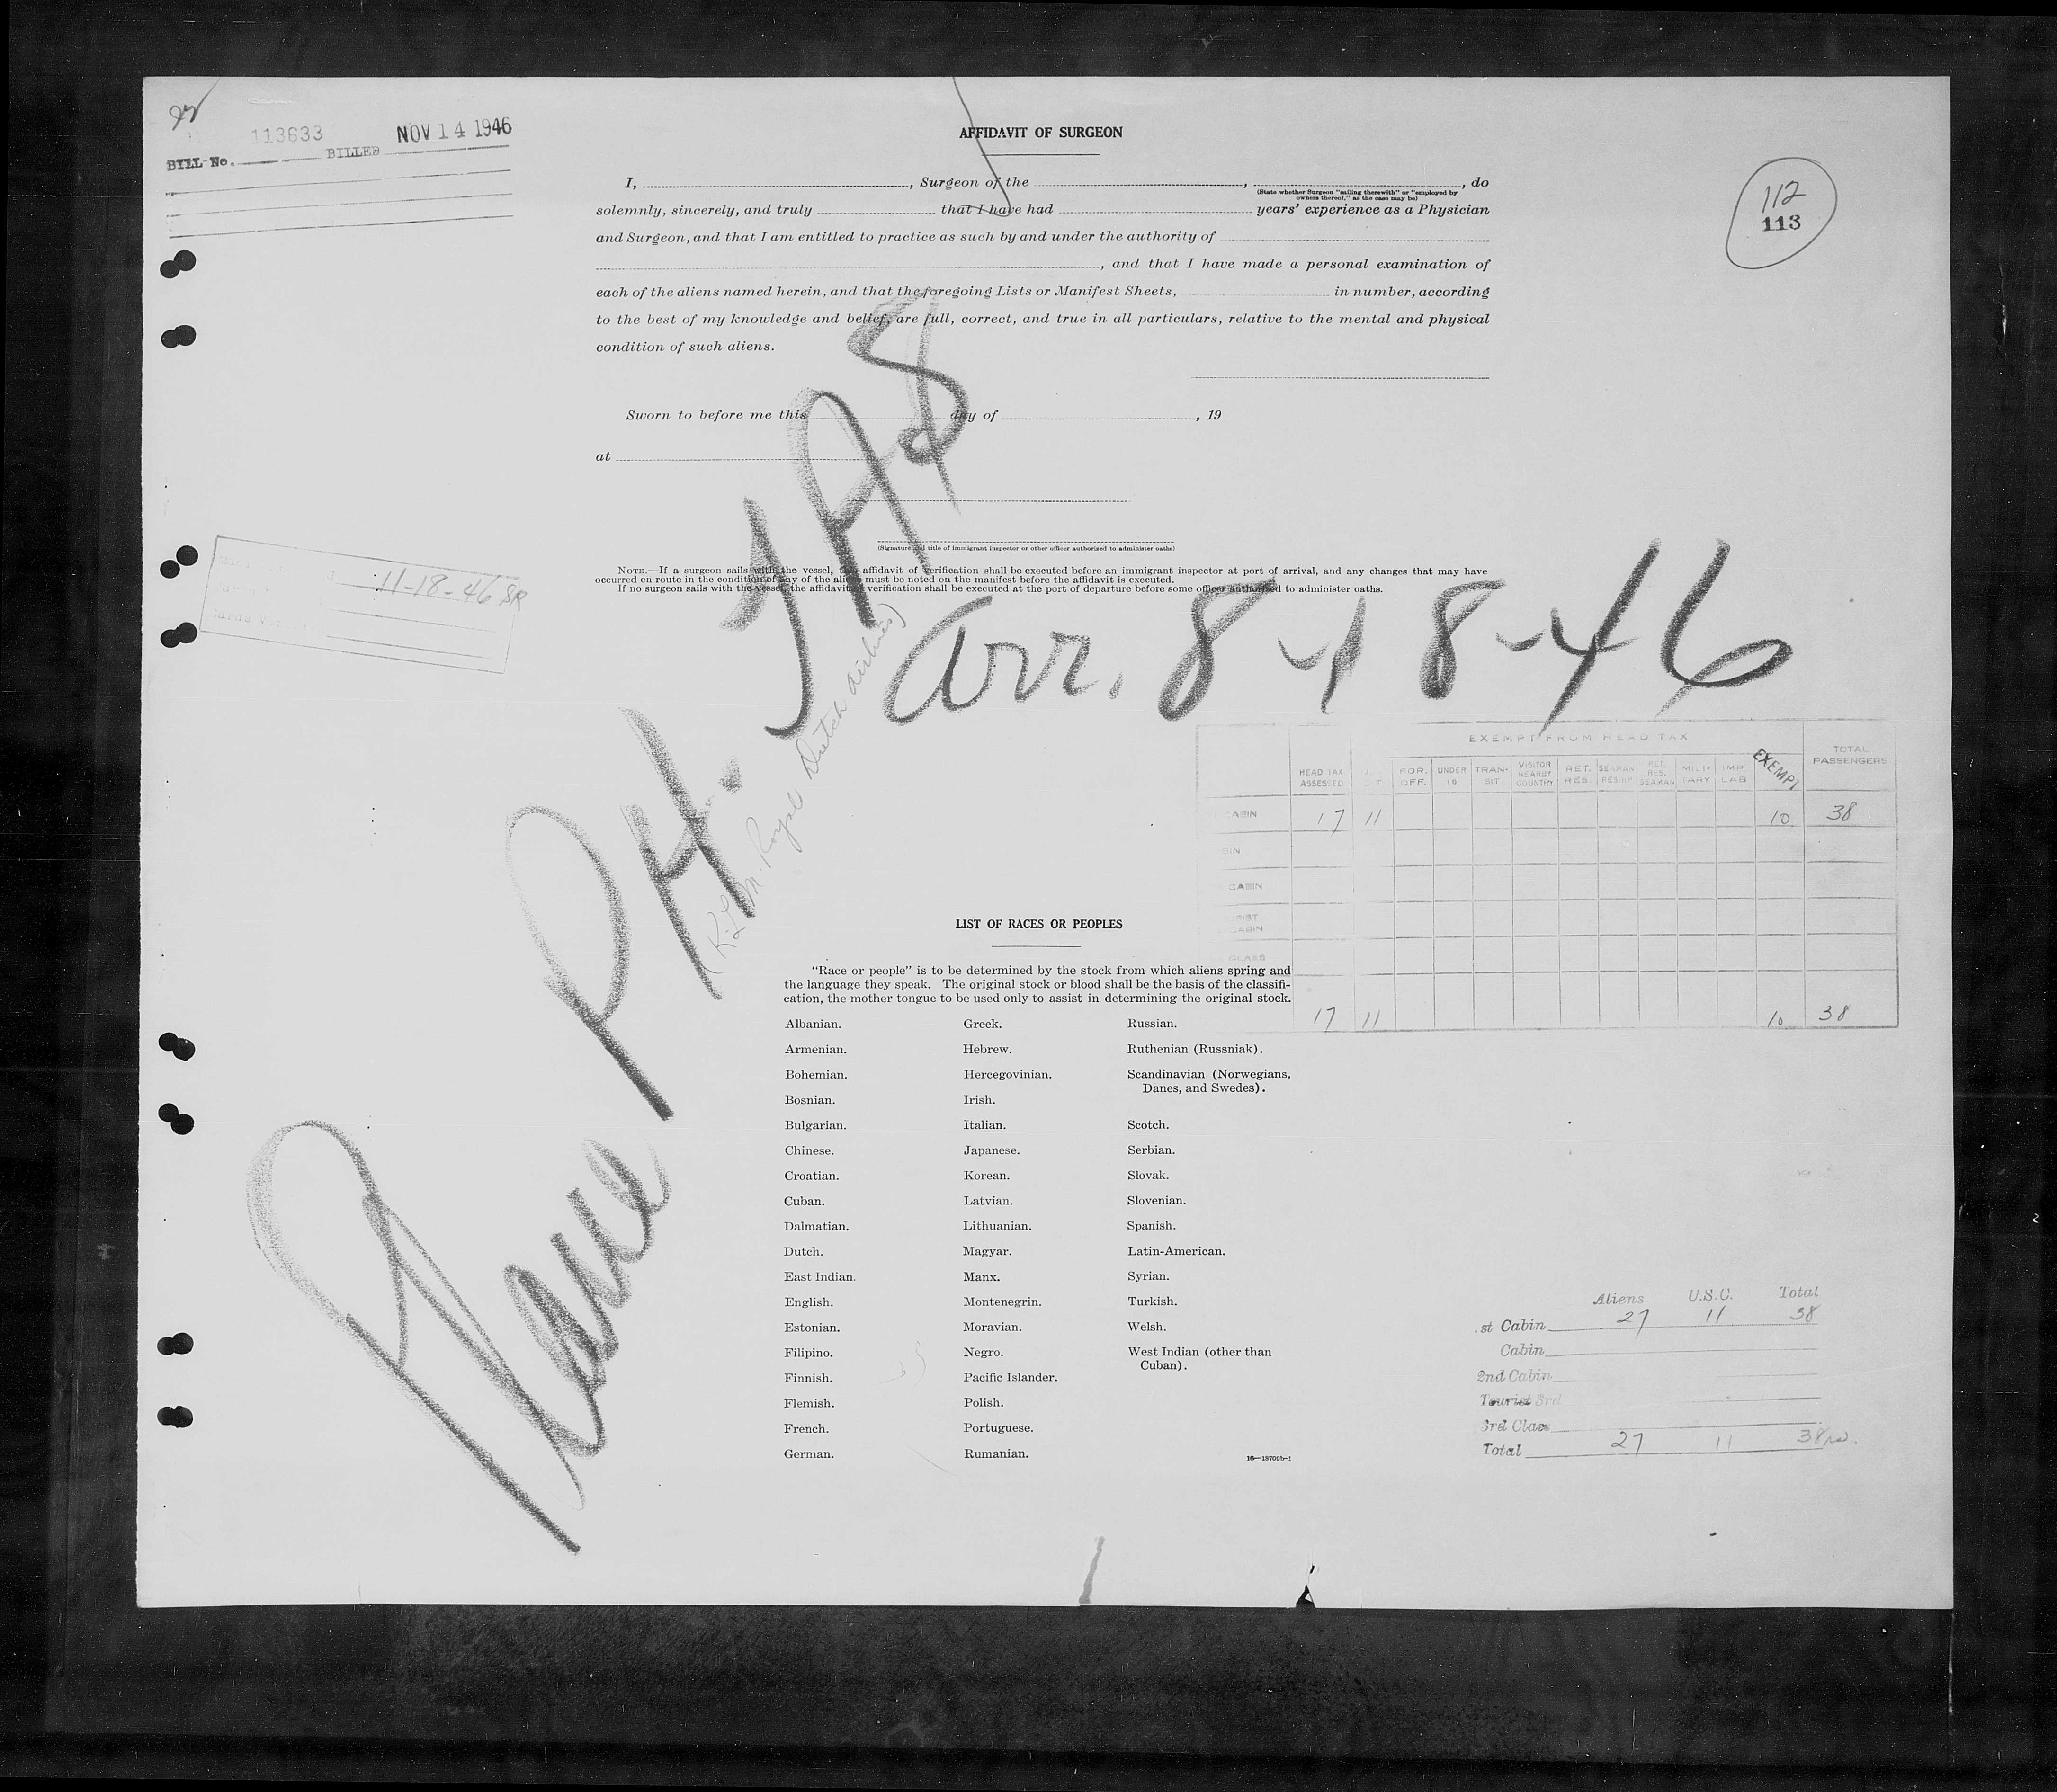 113633 NOV 14 1946
BILL No. BILLED
AFFIDAVIT OF SURGEON
112
113
I, , Surgeon of the , , do
(State whether Surgeon "sailing therewith" or "employed by
owners thereof," as the case may be)
solemnly, sincerely, and truly that I have had years' experience as a Physician
and Surgeon, and that I am entitled to practice as such by and under the authority of
, and that I have made a personal examination of
each of the aliens named herein, and that the foregoing Lists or Manifest Sheets, in number, according
to the best of my knowledge and belief, are full, correct, and true in all particulars, relative to the mental and physical
condition of such aliens.
Sworn to before me this day of , 19
at
(Signature and title of immigrant inspector or other officer authorized to administer oaths)
NOTE.—If a surgeon sails with the vessel, the affidavit of verification shall be executed before an immigrant inspector at port of arrival, and any changes that may have
occurred en route in the condition of any of the aliens must be noted on the manifest before the affidavit is executed.
If no surgeon sails with the vessel, the affidavit of verification shall be executed at the port of departure before some officer authorized to administer oaths.
11-18-46 SR
Plane PH.
(K.L.M. Royal Dutch airlines)
Arr. 8-18-46
EXEMPT FROM HEAD TAX
HEAD TAX ASSESSED FOR. OFF. UNDER 16 TRAN-SIT VISITOR NEARBY COUNTRY RET. RES. SEAMAN RET. RES. SEAMAN MILI-TARY IMP LAB EXEMPT TOTAL PASSENGERS
CABIN 17 11 10 38
CABIN
CLASS
17 11 10 38
LIST OF RACES OR PEOPLES
"Race or people" is to be determined by the stock from which aliens spring and
the language they speak. The original stock or blood shall be the basis of the classifi-
cation, the mother tongue to be used only to assist in determining the original stock.
Albanian. Greek. Russian.
Armenian. Hebrew. Ruthenian (Russniak).
Bohemian. Hercegovinian. Scandinavian (Norwegians,
Danes, and Swedes).
Bosnian. Irish.
Bulgarian. Italian. Scotch.
Chinese. Japanese. Serbian.
Croatian. Korean. Slovak.
Cuban. Latvian. Slovenian.
Dalmatian. Lithuanian. Spanish.
Dutch. Magyar. Latin-American.
East Indian. Manx. Syrian.
English. Montenegrin. Turkish.
Estonian. Moravian. Welsh.
Filipino. Negro. West Indian (other than
Cuban).
Finnish. Pacific Islander.
Flemish. Polish.
French. Portuguese.
German. Rumanian.
16—18709b-1
Aliens U.S.C. Total
st Cabin 27 11 38
Cabin
2nd Cabin
Tourist 3rd
3rd Class
Total 27 11 38